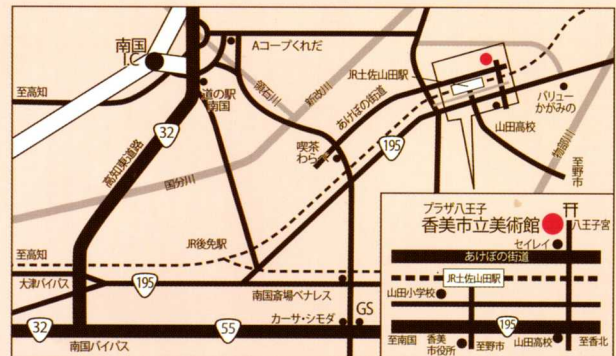 南国
I.C
Aコープくれだ
JR土佐山田駅
至高知
道の駅
南国
領石川
新改川
あけぼの街道
バリュー
かがみの
山田高校
32
高知東道路
喫茶
わらべ
195
物部川
至野市
国分川
プラザ八王子
香美市立美術館
八王子宮
セイレイ
あけぼの街道
至高知
JR後免駅
JR土佐山田駅
大津バイパス
195
南国斎場ベナレス
山田小学校
カーサ・シモダ
GS
195
32
55
南国バイパス
至南国
香美
市役所
至野市
山田高校
至香北